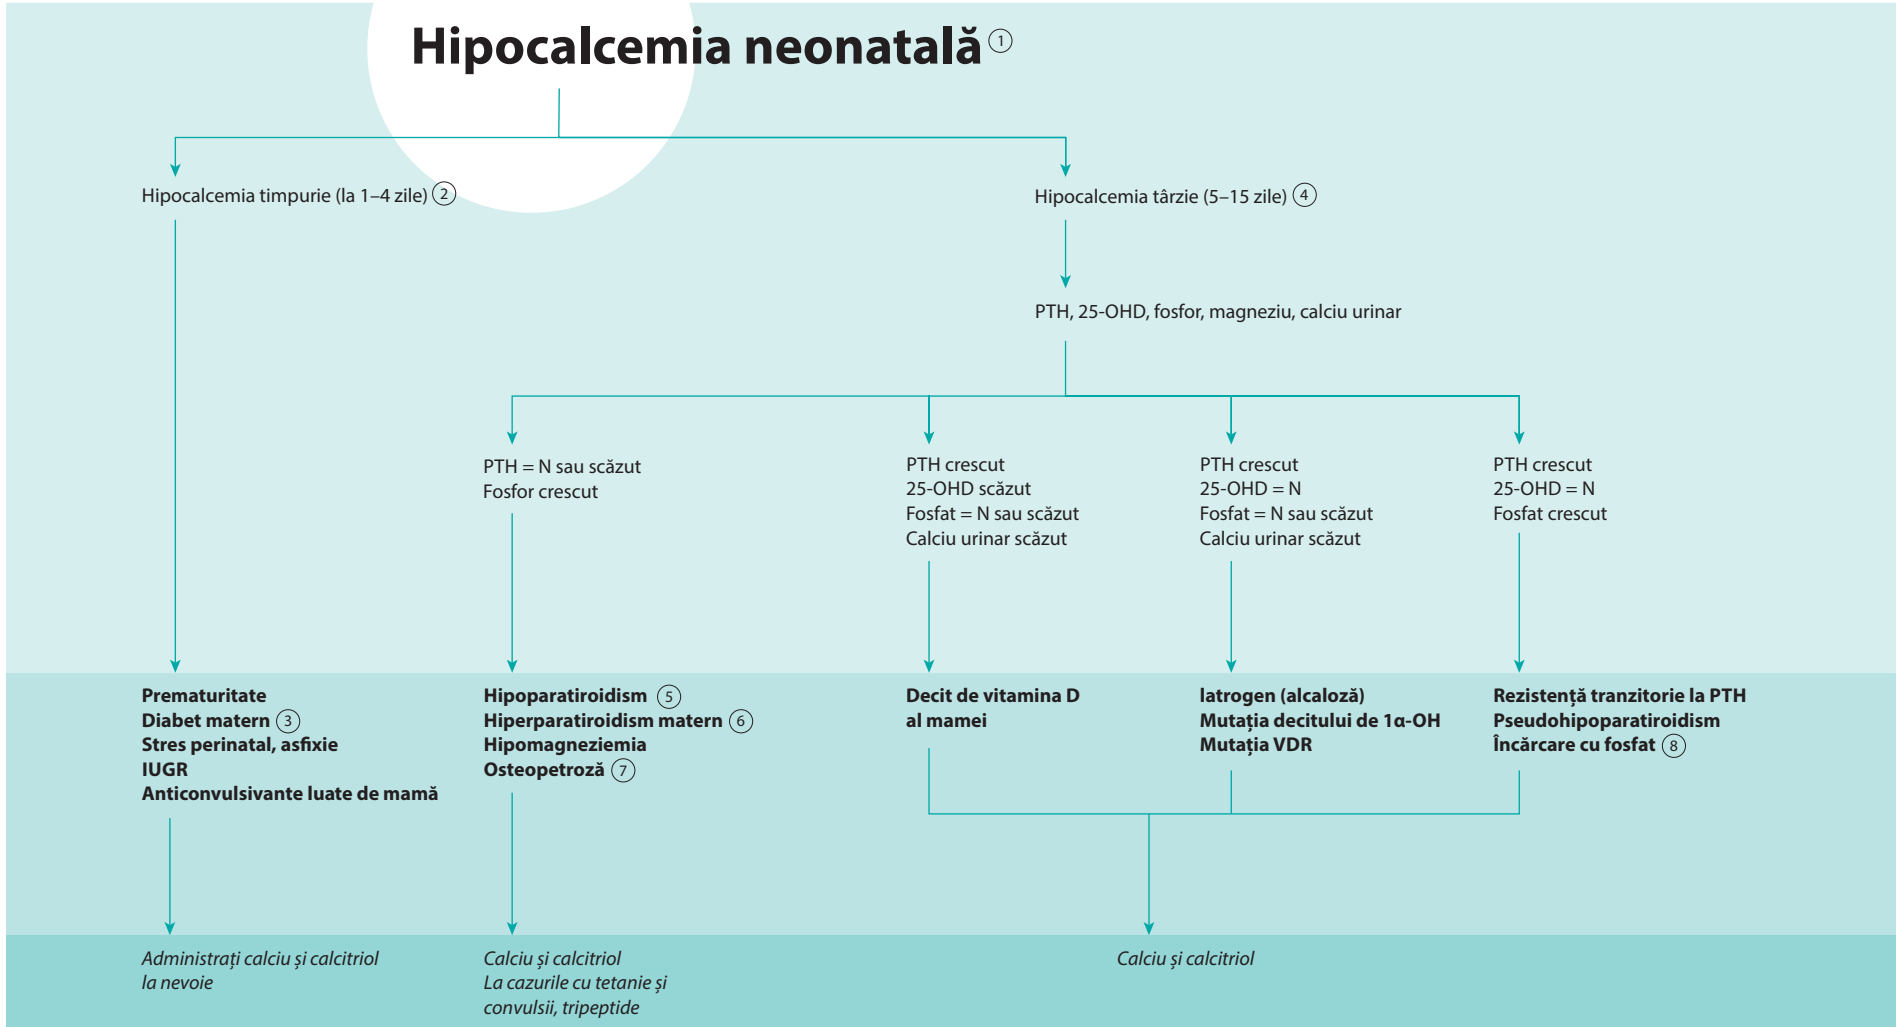 Hipocalcemia neonatală 1
Hipocalcemia timpurie (la 1–4 zile) 2
Hipocalcemia târzie (5–15 zile) 4
PTH, 25-OHD, fosfor, magneziu, calciu urinar
PTH = N sau scăzut
Fosfor crescut
PTH crescut
25-OHD scăzut
Fosfat = N sau scăzut
Calciu urinar scăzut
PTH crescut
25-OHD = N
Fosfat = N sau scăzut
Calciu urinar scăzut
PTH crescut
25-OHD = N
Fosfat crescut
Prematuritate
Diabet matern 3
Stres perinatal, asfixie
IUGR
Anticonvulsivante luate de mamă
Hipoparatiroidism 5
Hiperparatiroidism matern 6
Hipomagneziemia
Osteopetroză 7
Decit de vitamina D
al mamei
Iatrogen (alcaloză)
Mutația decitului de 1α-OH
Mutația VDR
Rezistență tranzitorie la PTH
Pseudohipoparatiroidism
Încărcare cu fosfat 8
Administrați calciu și calcitriol
la nevoie
Calciu și calcitriol
La cazurile cu tetanie și
convulsii, tripeptide
Calciu și calcitriol